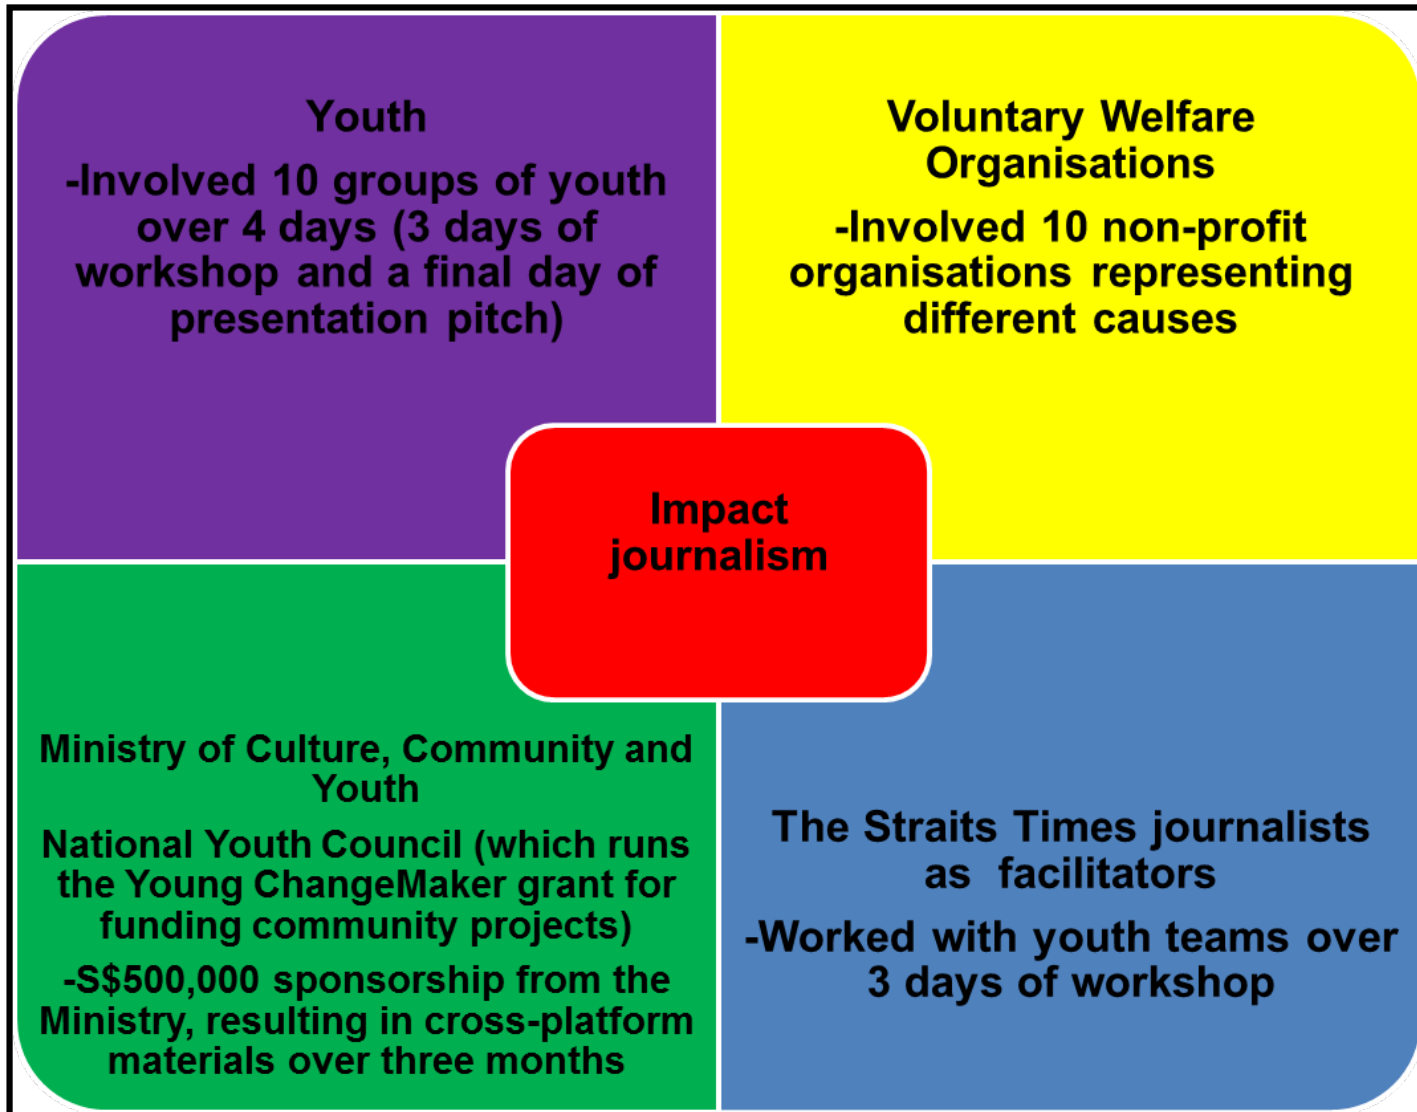 Youth
-Involved 10 groups of youth
over 4 days (3 days of
workshop and a final day of
presentation pitch)
Voluntary Welfare
Organisations
-Involved 10 non-profit
organisations representing
different causes
Impact
journalism
Ministry of Culture, Community and
Youth
National Youth Council (which runs
the Young ChangeMaker grant for
funding community projects)
-S$500,000 sponsorship from the
Ministry, resulting in cross-platform
materials over three months
The Straits Times journalists
as facilitators
-Worked with youth teams over
3 days of workshop